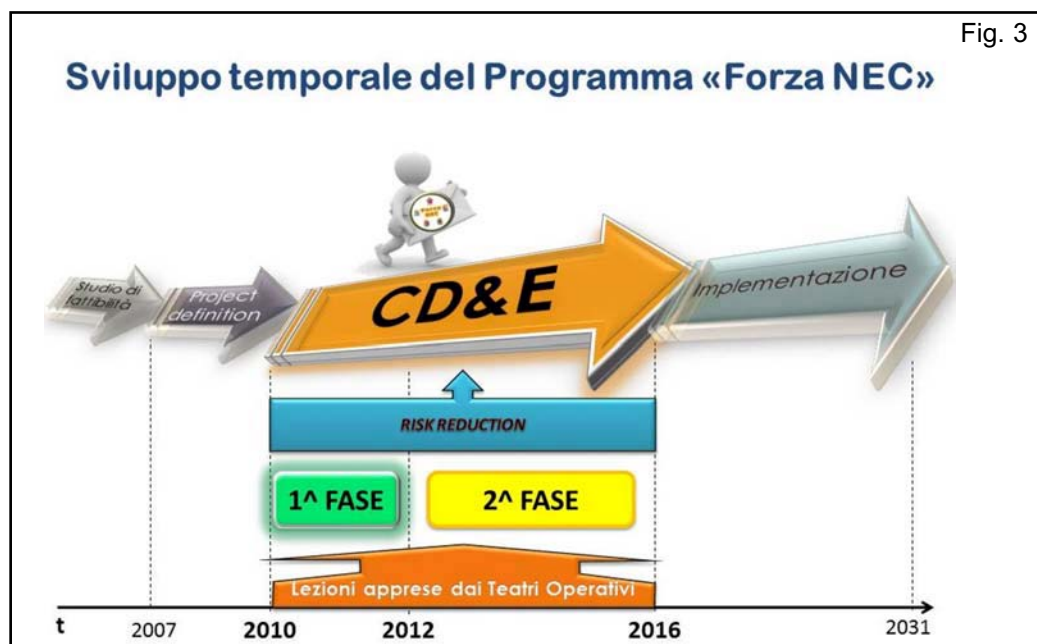 Fig. 3
Sviluppo temporale del Programma «Forza NEC»
Studio di
fattibilità
Project
definition
CD&E
Implementazione
RISK REDUCTION
1^ FASE
2^ FASE
Lezioni apprese dai Teatri Operativi
t
2007
2010
2012
2016
2031